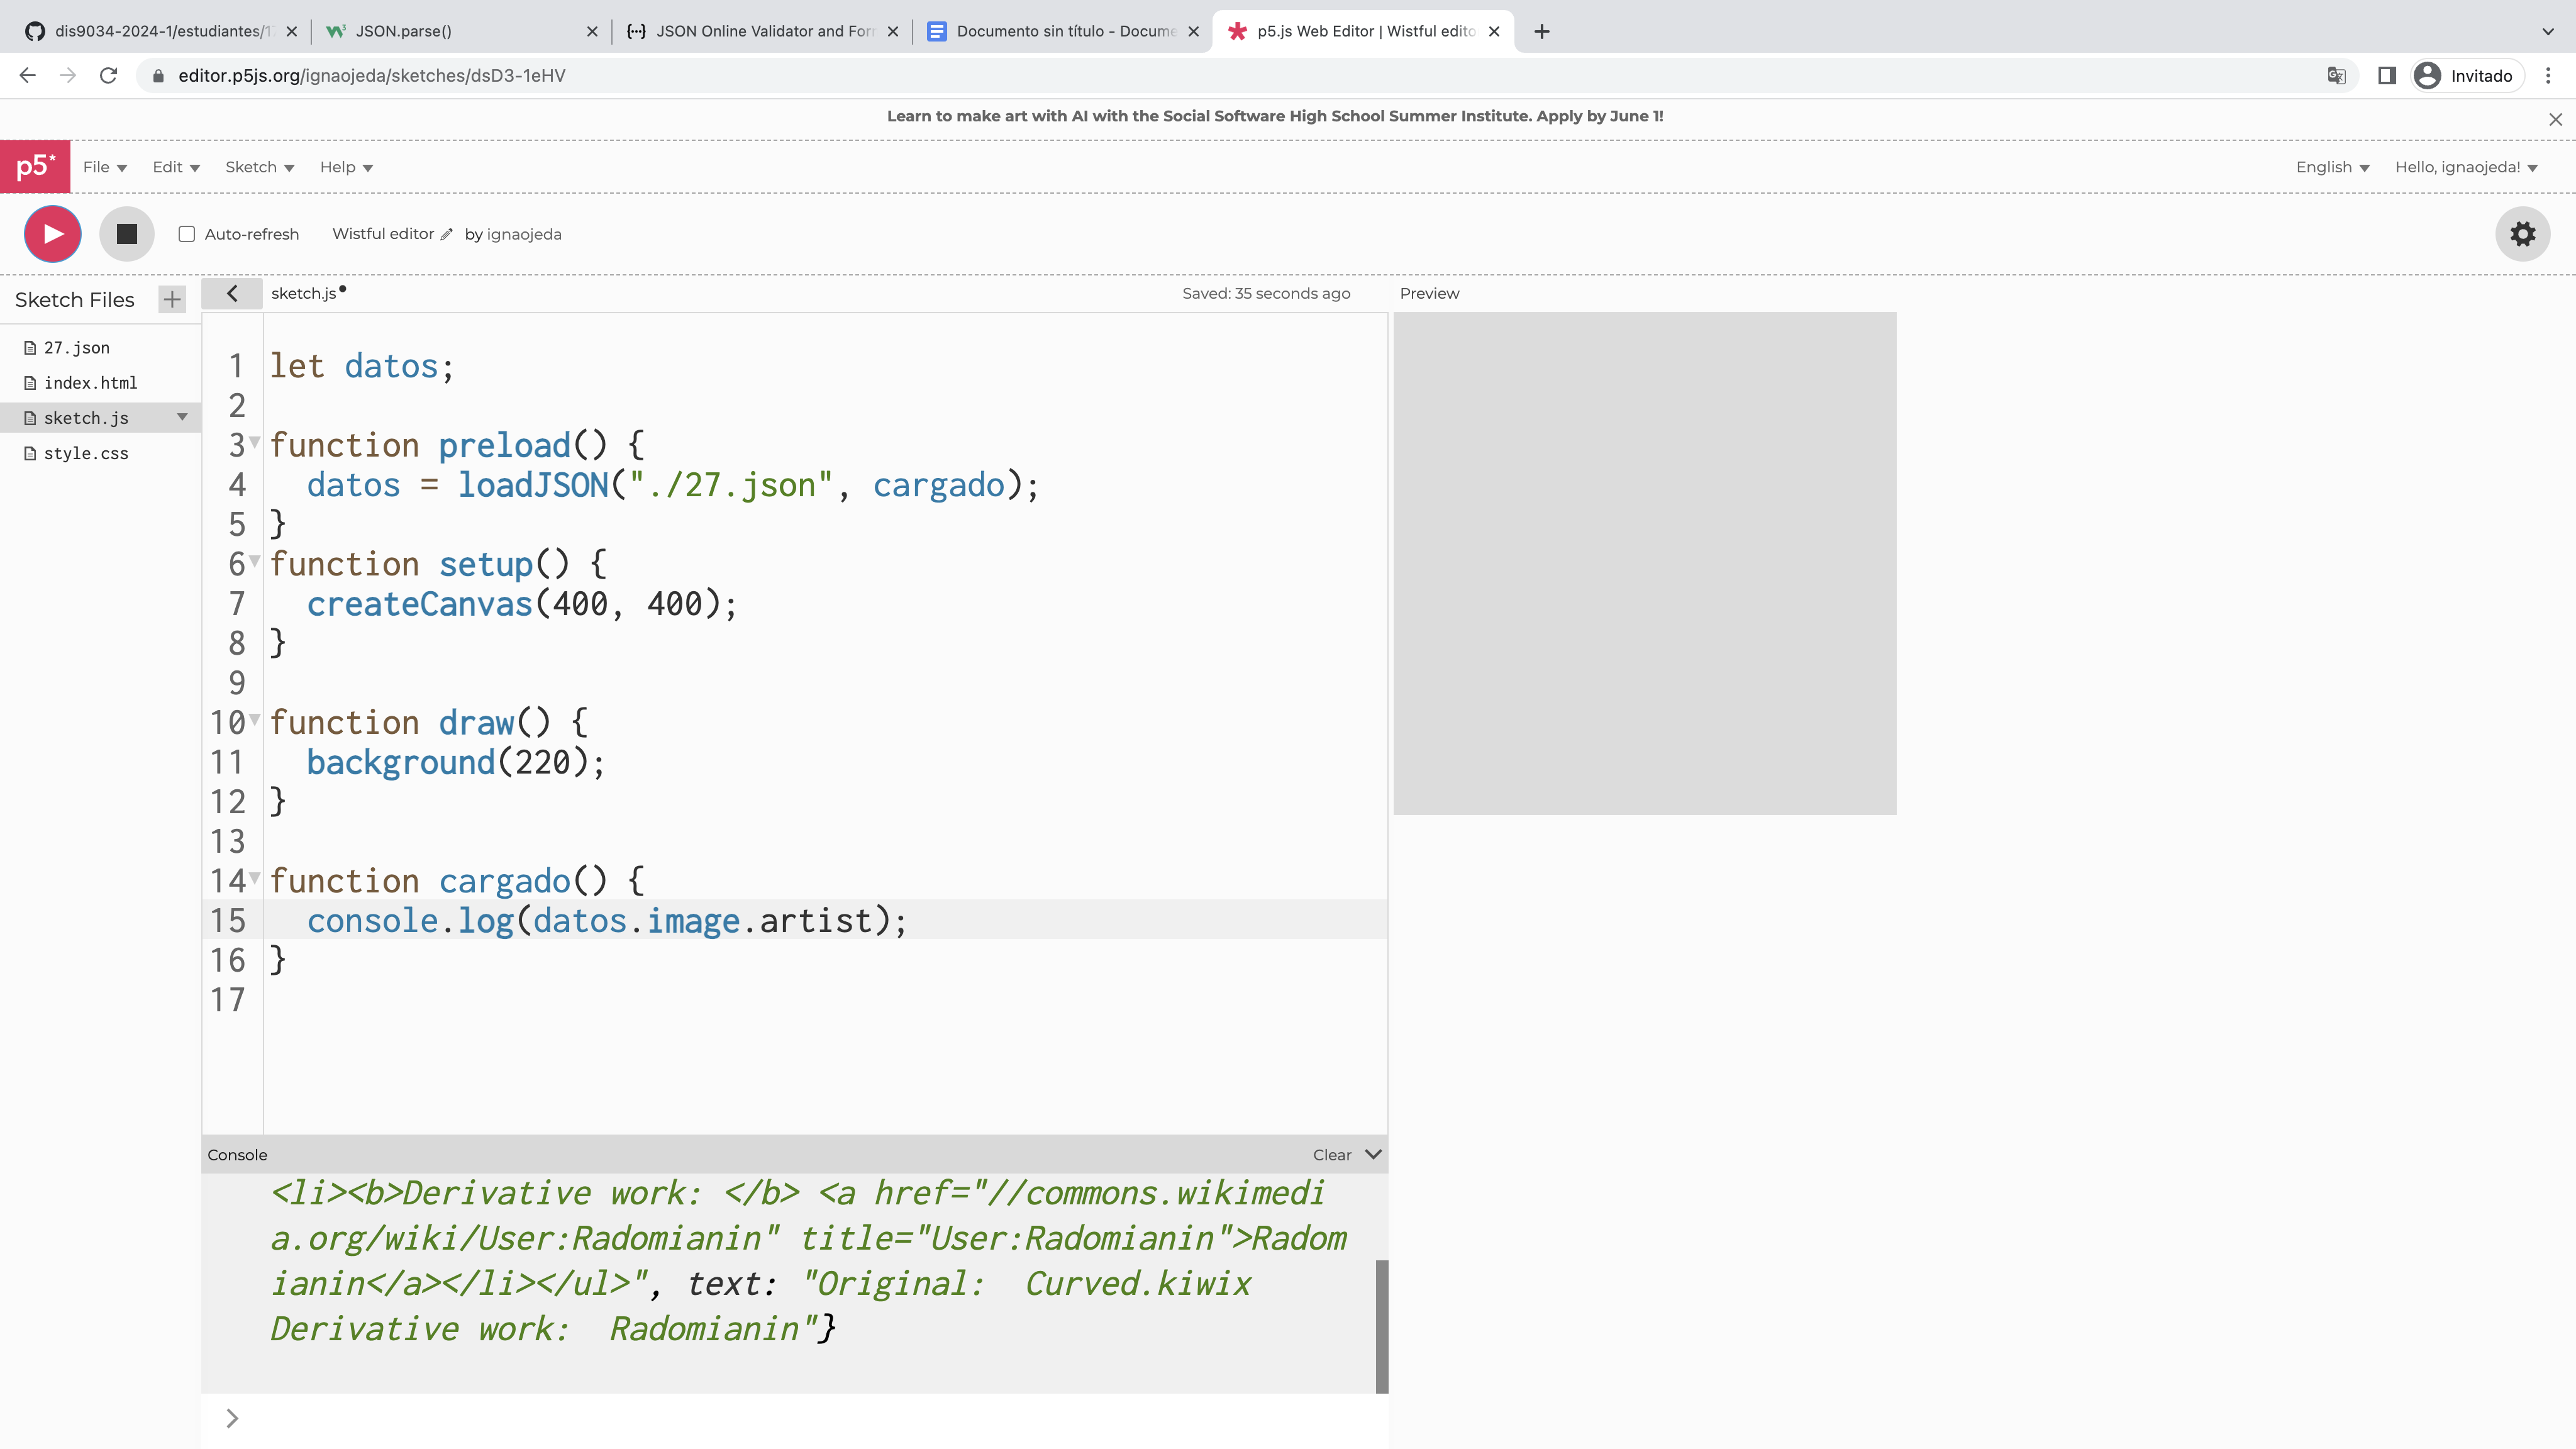 dis9034-2024-1/estudiantes/17
JSON.parse()
JSON Online Validator and Form
Documento sin título - Docume
p5.js Web Editor | Wistful edito
editor.p5js.org/ignaojeda/sketches/dsD3-1eHV
Invitado
Learn to make art with AI with the Social Software High School Summer Institute. Apply by June 1!
p5*
File
Edit
Sketch
Help
English
Hello, ignaojeda!
Auto-refresh
Wistful editor
by ignaojeda
Sketch Files
27.json
index.html
sketch.js
style.css
sketch.js
Saved: 35 seconds ago
Preview
1 let datos;
2
3 function preload() {
4 datos = loadJSON("./27.json", cargado);
5 }
6 function setup() {
7 createCanvas(400, 400);
8 }
9
10 function draw() {
11 background(220);
12 }
13
14 function cargado() {
15 console.log(datos.image.artist);
16 }
17
Console
Clear
<li><b>Derivative work: </b> <a href="//commons.wikimedi
a.org/wiki/User:Radomianin" title="User:Radomianin">Radom
ianin</a></li></ul>", text: "Original:  Curved.kiwix
Derivative work:  Radomianin"}
>